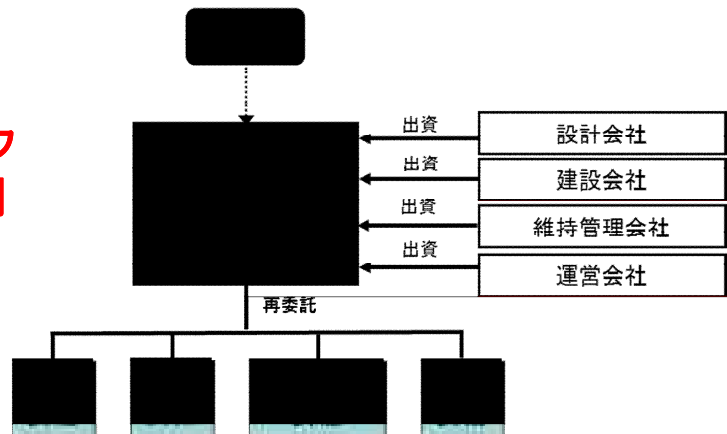 出資
設計会社
出資
建設会社
出資
維持管理会社
出資
運営会社
再委託